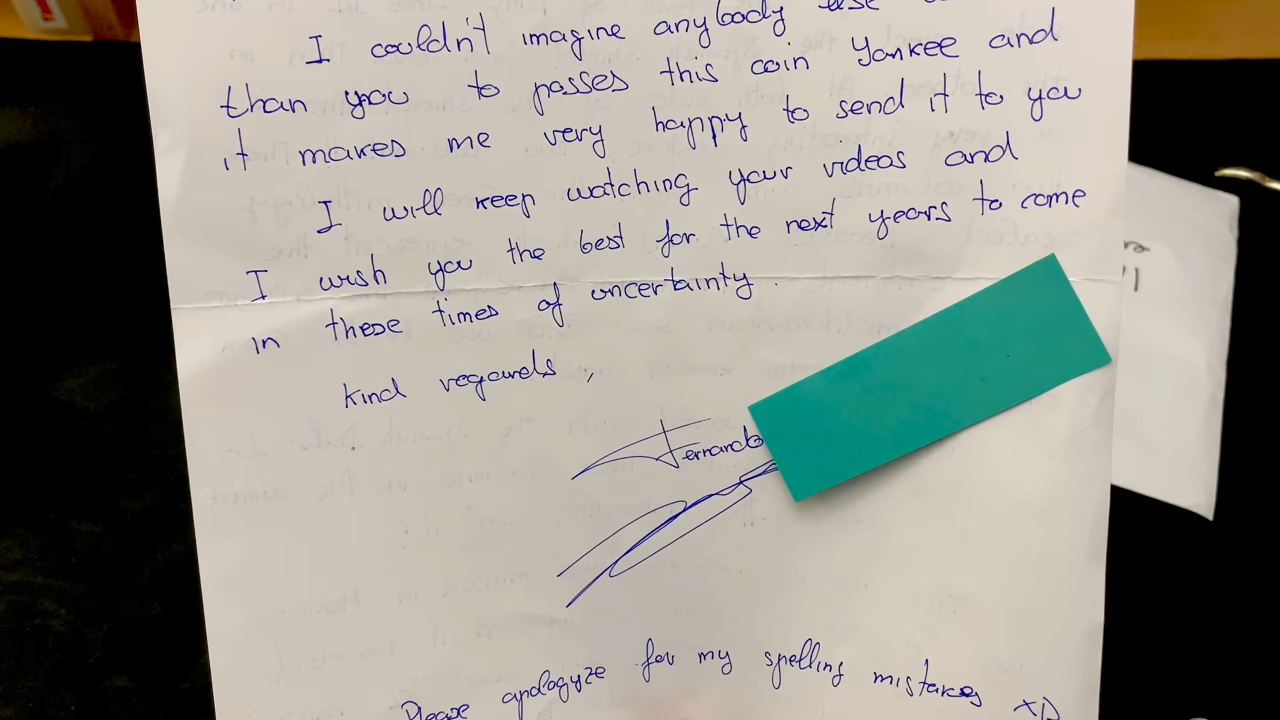 I couldn't imagine anybody else
than you to posses this coin Yankee and
it makes me very happy to send it to you
I will keep watching your videos and
I wish you the best for the next years to come
in these times of uncertainty.
Kind regards,
Fernando
Please apologyze for my spelling mistakes XD